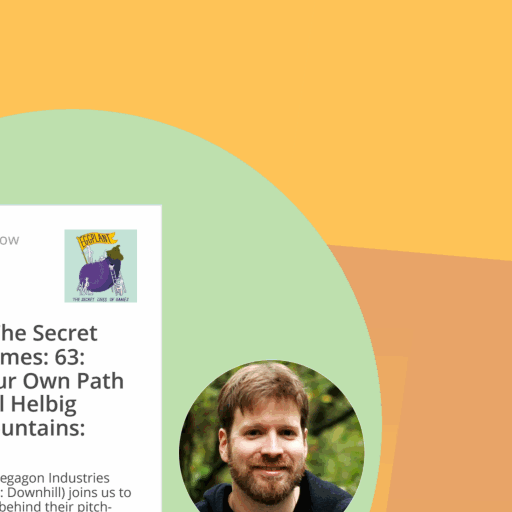 ow
EGGPLANT
THE SECRET LIVES OF GAMES
he Secret
mes: 63:
ur Own Path
l Helbig
untains:
egagon Industries
: Downhill) joins us to
behind their pitch-